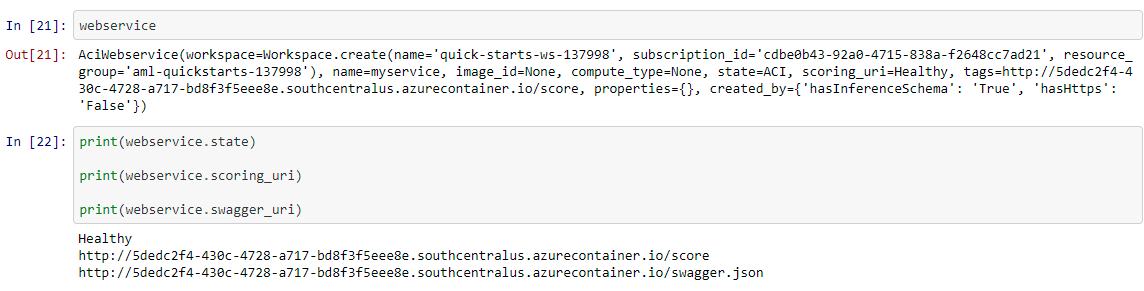 In [21]: webservice
Out[21]: AciWebservice(workspace=Workspace.create(name='quick-starts-ws-137998', subscription_id='cdbe0b43-92a0-4715-838a-f2648cc7ad21', resource_
group='aml-quickstarts-137998'), name=myservice, image_id=None, compute_type=None, state=ACI, scoring_uri=Healthy, tags=http://5dedc2f4-4
30c-4728-a717-bd8f3f5eee8e.southcentralus.azurecontainer.io/score, properties={}, created_by={'hasInferenceSchema': 'True', 'hasHttps':
'False'})
In [22]: print(webservice.state)
print(webservice.scoring_uri)
print(webservice.swagger_uri)
Healthy
http://5dedc2f4-430c-4728-a717-bd8f3f5eee8e.southcentralus.azurecontainer.io/score
http://5dedc2f4-430c-4728-a717-bd8f3f5eee8e.southcentralus.azurecontainer.io/swagger.json